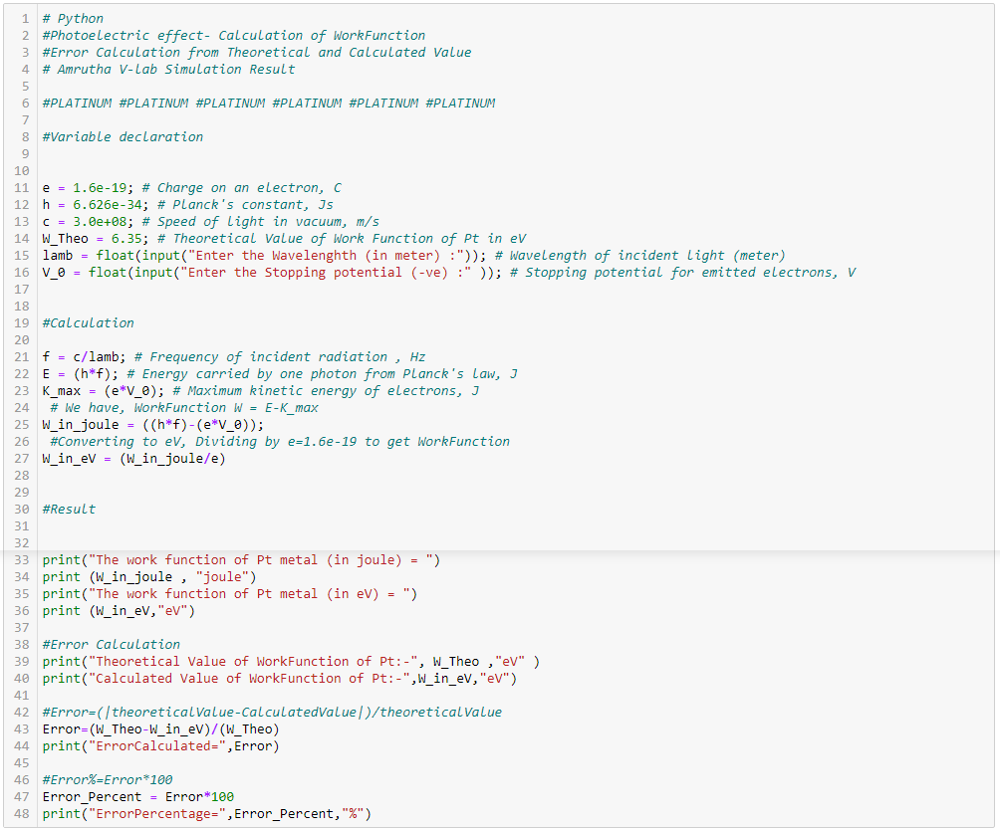 1 # Python
2 #Photoelectric effect- Calculation of WorkFunction
3 #Error Calculation from Theoretical and Calculated Value
4 # Amrutha V-lab Simulation Result
5
6 #PLATINUM #PLATINUM #PLATINUM #PLATINUM #PLATINUM #PLATINUM
7
8 #Variable declaration
9
10
11 e = 1.6e-19; # Charge on an electron, C
12 h = 6.626e-34; # Planck's constant, Js
13 c = 3.0e+08; # Speed of light in vacuum, m/s
14 W_Theo = 6.35; # Theoretical Value of Work Function of Pt in eV
15 lamb = float(input("Enter the Wavelenghth (in meter) :")); # Wavelength of incident light (meter)
16 V_0 = float(input("Enter the Stopping potential (-ve) :" )); # Stopping potential for emitted electrons, V
17
18
19 #Calculation
20
21 f = c/lamb; # Frequency of incident radiation , Hz
22 E = (h*f); # Energy carried by one photon from Planck's law, J
23 K_max = (e*V_0); # Maximum kinetic energy of electrons, J
24  # We have, WorkFunction W = E-K_max
25 W_in_joule = ((h*f)-(e*V_0));
26  #Converting to eV, Dividing by e=1.6e-19 to get WorkFunction
27 W_in_eV = (W_in_joule/e)
28
29
30 #Result
31
32
33 print("The work function of Pt metal (in joule) = ")
34 print (W_in_joule , "joule")
35 print("The work function of Pt metal (in eV) = ")
36 print (W_in_eV,"eV")
37
38 #Error Calculation
39 print("Theoretical Value of WorkFunction of Pt:-", W_Theo ,"eV" )
40 print("Calculated Value of WorkFunction of Pt:-",W_in_eV,"eV")
41
42 #Error=(|theoreticalValue-CalculatedValue|)/theoreticalValue
43 Error=(W_Theo-W_in_eV)/(W_Theo)
44 print("ErrorCalculated=",Error)
45
46 #Error%=Error*100
47 Error_Percent = Error*100
48 print("ErrorPercentage=",Error_Percent,"%")